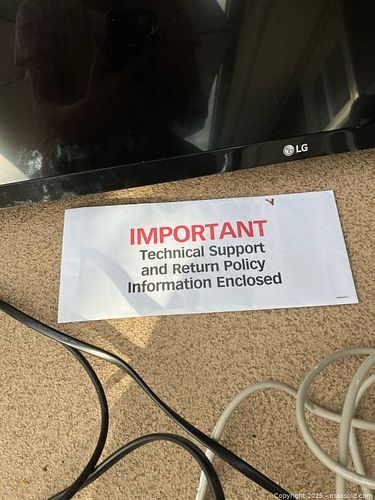 LG
IMPORTANT
Technical Support
and Return Policy
Information Enclosed
Copyright 2025 - maxsold.com